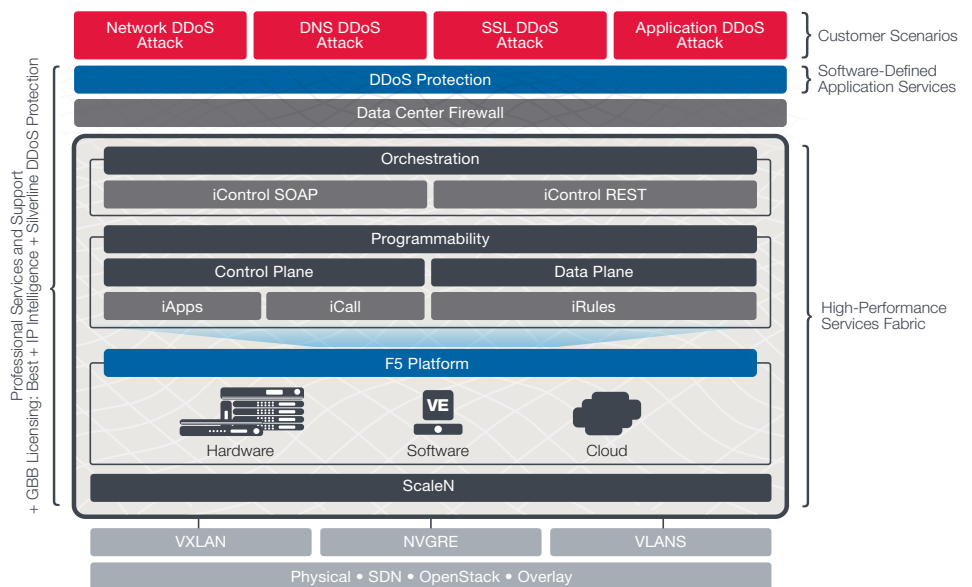 Network DDoS
Attack
DNS DDoS
Attack
SSL DDoS
Attack
Application DDoS
Attack
Customer Scenarios
DDoS Protection
Software-Defined
Application Services
Data Center Firewall
Professional Services and Support
+ GBB Licensing: Best + IP Intelligence + Silverline DDoS Protection
Orchestration
iControl SOAP
iControl REST
Programmability
Control Plane
Data Plane
iApps
iCall
iRules
High-Performance
Services Fabric
F5 Platform
VE
Hardware
Software
Cloud
ScaleN
VXLAN
NVGRE
VLANS
Physical • SDN • OpenStack • Overlay